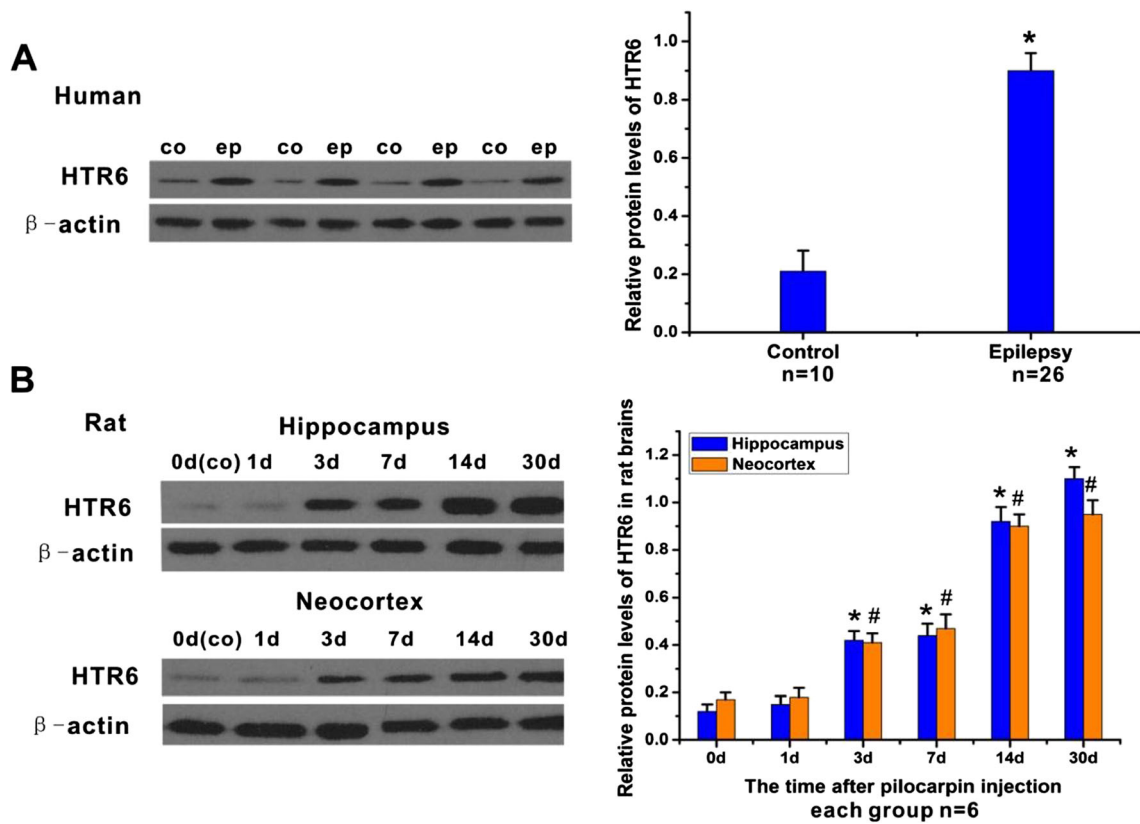 A
Human
co ep co ep co ep co ep
HTR6
β-actin
Relative protein levels of HTR6
1.0
0.8
0.6
0.4
0.2
0.0
*
Control
n=10
Epilepsy
n=26
B
Rat
Hippocampus
0d(co) 1d 3d 7d 14d 30d
HTR6
β-actin
Neocortex
0d(co) 1d 3d 7d 14d 30d
HTR6
β-actin
Relative protein levels of HTR6 in rat brains
Hippocampus
Neocortex
1.2
1.0
0.8
0.6
0.4
0.2
0.0
* # * # * # * #
0d 1d 3d 7d 14d 30d
The time after pilocarpin injection
each group n=6